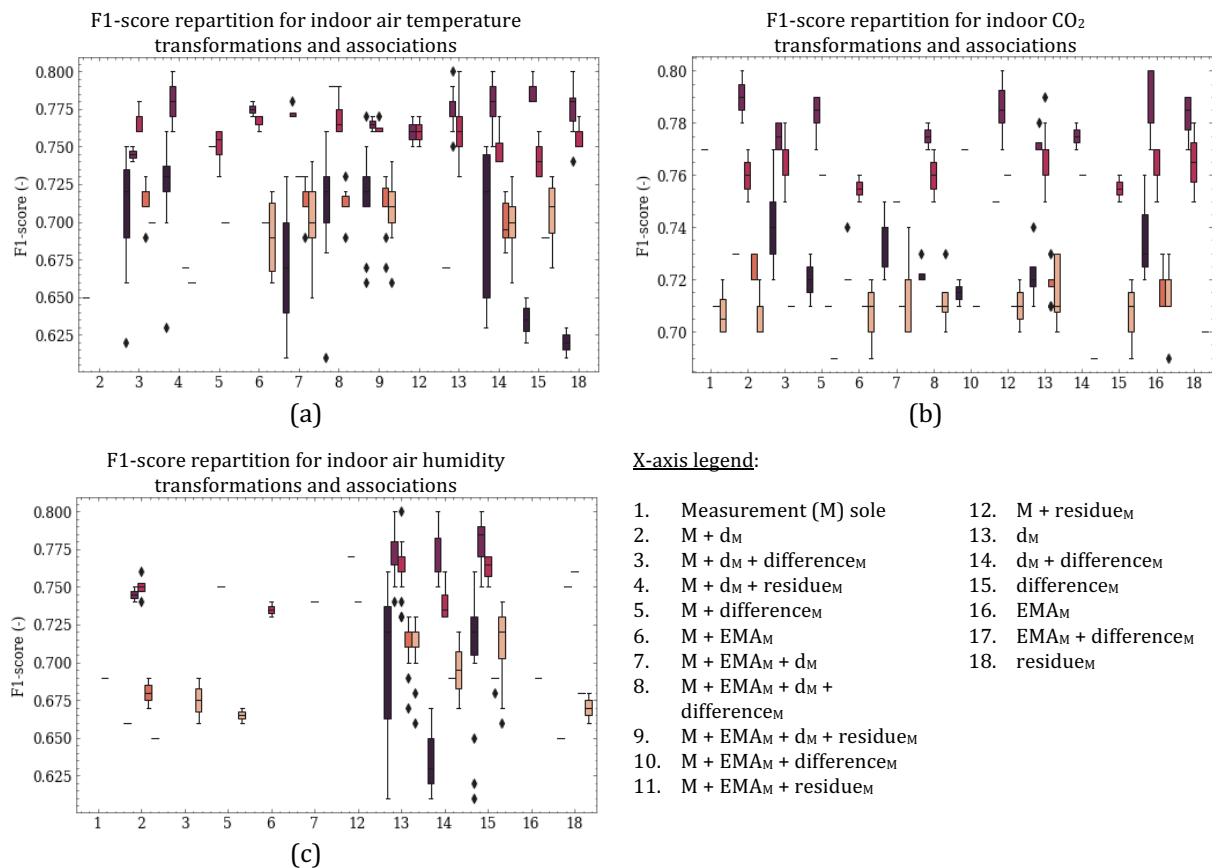 F1-score repartition for indoor air temperature
transformations and associations
F1-score (-)
0.800
0.775
0.750
0.725
0.700
0.675
0.650
0.625
2 3 4 5 6 7 8 9 12 13 14 15 18
(a)
F1-score repartition for indoor CO₂
transformations and associations
F1-score (-)
0.80
0.78
0.76
0.74
0.72
0.70
1 2 3 5 6 7 8 10 12 13 14 15 16 18
(b)
F1-score repartition for indoor air humidity
transformations and associations
F1-score (-)
0.800
0.775
0.750
0.725
0.700
0.675
0.650
0.625
1 2 3 5 6 7 12 13 14 15 16 18
(c)
X-axis legend:
1. Measurement (M) sole
2. M + dM
3. M + dM + differenceM
4. M + dM + residueM
5. M + differenceM
6. M + EMAM
7. M + EMAM + dM
8. M + EMAM + dM +
differenceM
9. M + EMAM + dM + residueM
10. M + EMAM + differenceM
11. M + EMAM + residueM
12. M + residueM
13. dM
14. dM + differenceM
15. differenceM
16. EMAM
17. EMAM + differenceM
18. residueM